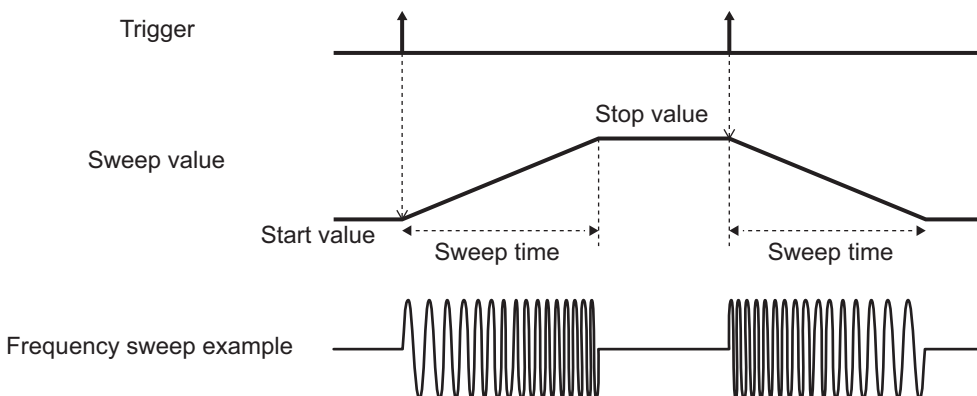 Trigger
Stop value
Sweep value
Start value
Sweep time
Sweep time
Frequency sweep example